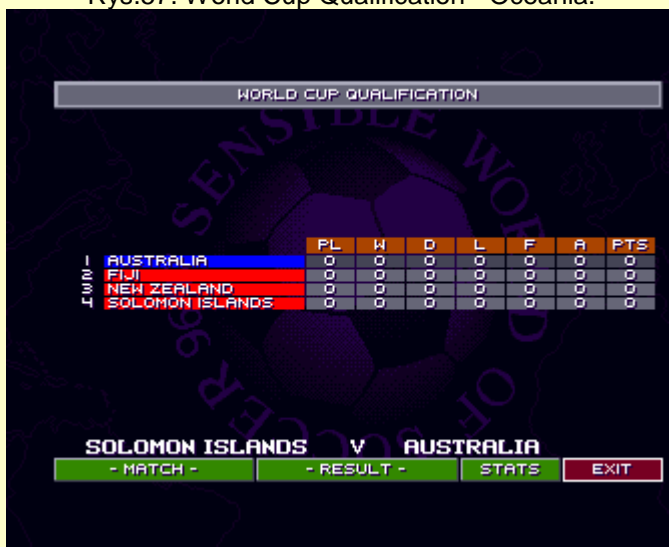 Rys.37. World Cup Qualification - Oceania.
WORLD CUP QUALIFICATION
SENSIBLE WORLD OF SOCCER 96
PL W D L F A PTS
1 AUSTRALIA 0 0 0 0 0 0 0
2 FIJI 0 0 0 0 0 0 0
3 NEW ZEALAND 0 0 0 0 0 0 0
4 SOLOMON ISLANDS 0 0 0 0 0 0 0
SOLOMON ISLANDS V AUSTRALIA
- MATCH - - RESULT - STATS EXIT